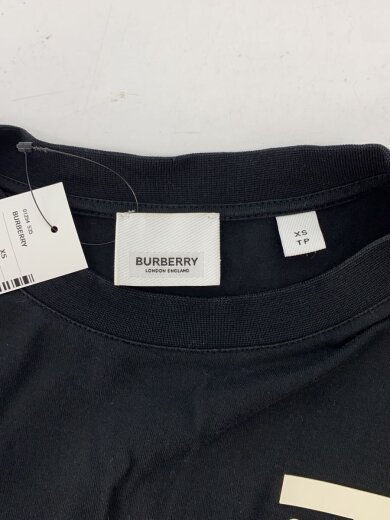 BURBERRY
LONDON ENGLAND
XS
TP
BURBERRY
XS